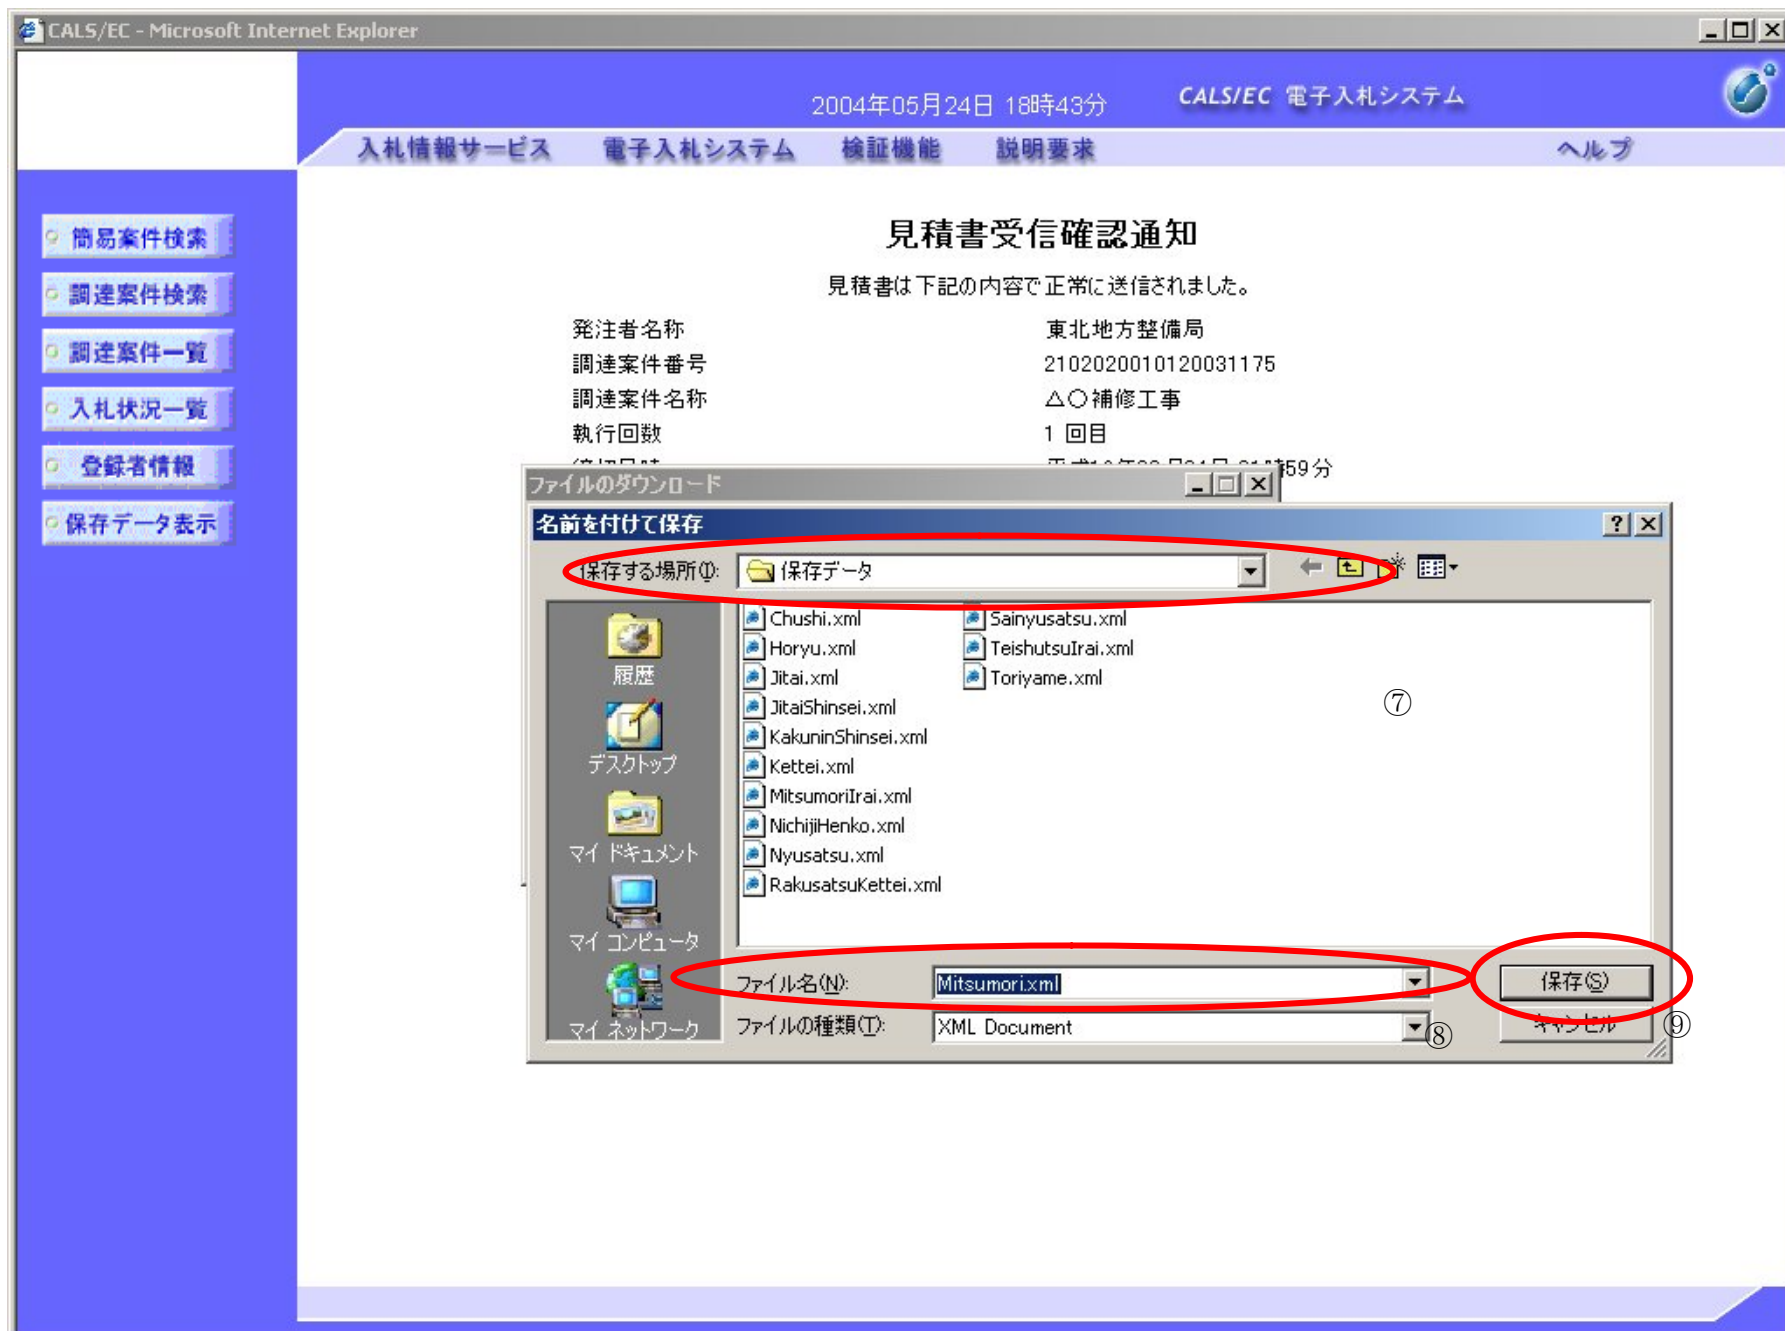 CALS/EC - Microsoft Internet Explorer
2004年05月24日 18時43分
CALS/EC 電子入札システム
入札情報サービス 電子入札システム 検証機能 説明要求 ヘルプ
簡易案件検索
調達案件検索
調達案件一覧
入札状況一覧
登録者情報
保存データ表示
見積書受信確認通知
見積書は下記の内容で正常に送信されました。
発注者名称 東北地方整備局
調達案件番号 2102020010120031175
調達案件名称 △○補修工事
執行回数 1 回目
59分
ファイルのダウンロード
名前を付けて保存
保存する場所(I): 保存データ
履歴
デスクトップ
マイ ドキュメント
マイ コンピュータ
マイ ネットワーク
Chushi.xml
Horyu.xml
Jitai.xml
JitaiShinsei.xml
KakuninShinsei.xml
Kettei.xml
MitsumoriIrai.xml
NichijiHenko.xml
Nyusatsu.xml
RakusatsuKettei.xml
Sainyusatsu.xml
TeishutsuIrai.xml
Toriyame.xml
⑦
ファイル名(N): Mitsumori.xml 保存(S)
ファイルの種類(T): XML Document ⑧ キャンセル ⑨